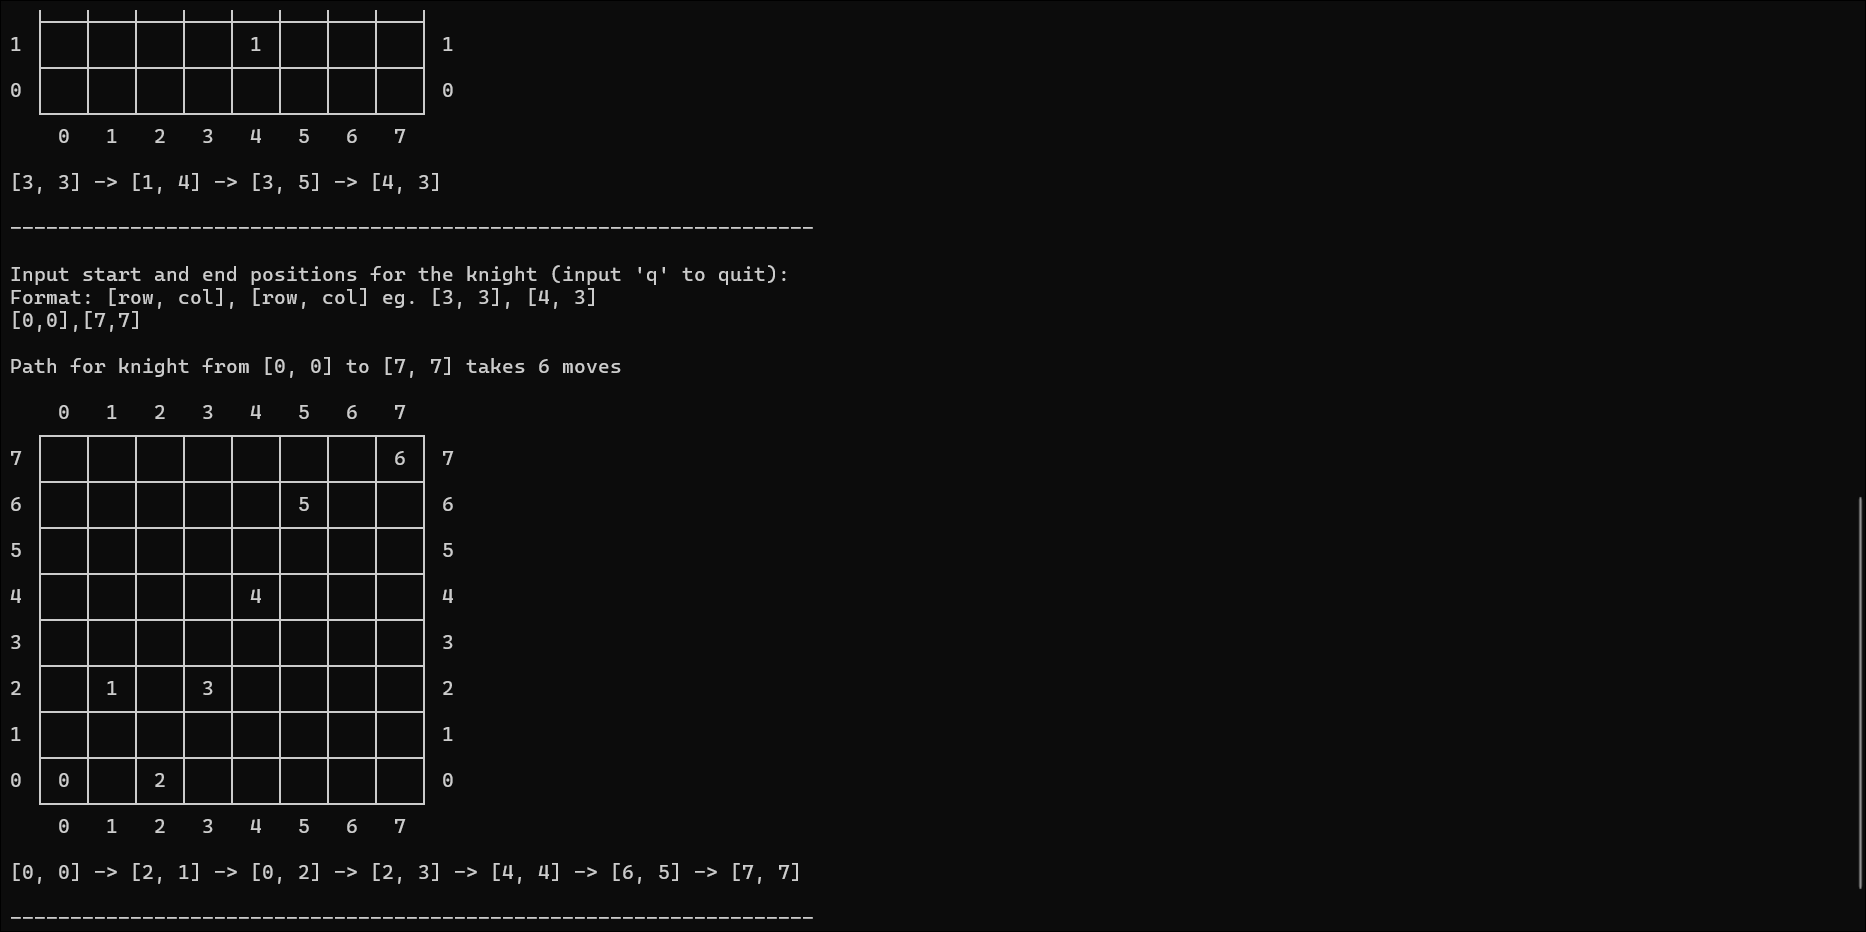 1 1 1
0 0
0 1 2 3 4 5 6 7
[3, 3] -> [1, 4] -> [3, 5] -> [4, 3]
-------------------------------------------------------------------
Input start and end positions for the knight (input 'q' to quit):
Format: [row, col], [row, col] eg. [3, 3], [4, 3]
[0,0],[7,7]
Path for knight from [0, 0] to [7, 7] takes 6 moves
0 1 2 3 4 5 6 7
7 6 7
6 5 6
5 5
4 4 4
3 3
2 1 3 2
1 1
0 0 2 0
0 1 2 3 4 5 6 7
[0, 0] -> [2, 1] -> [0, 2] -> [2, 3] -> [4, 4] -> [6, 5] -> [7, 7]
-------------------------------------------------------------------